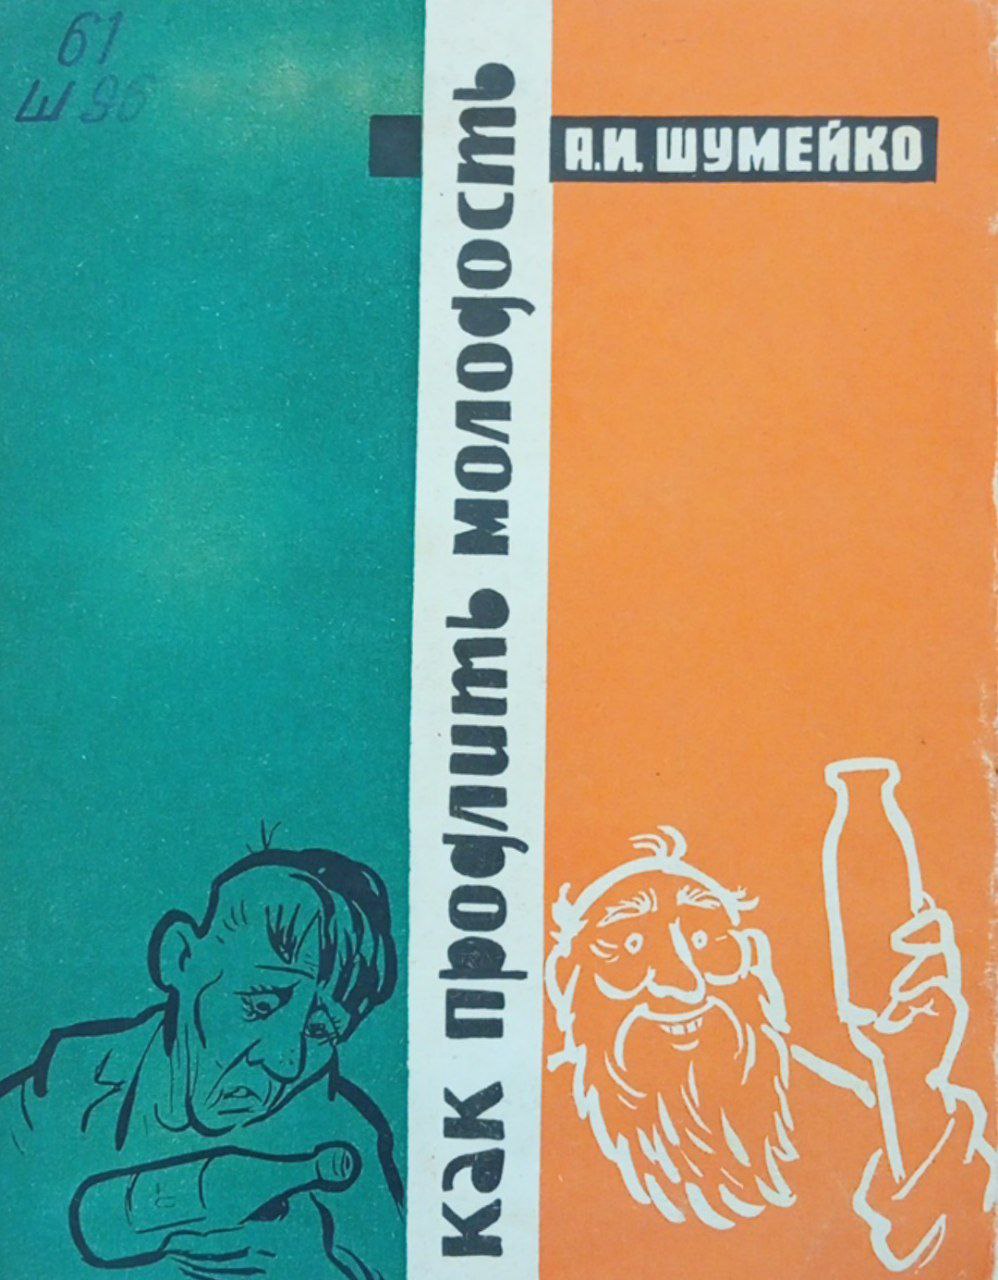 61
Ш 96
А.И. ШУМЕЙКО
как продлить молодость